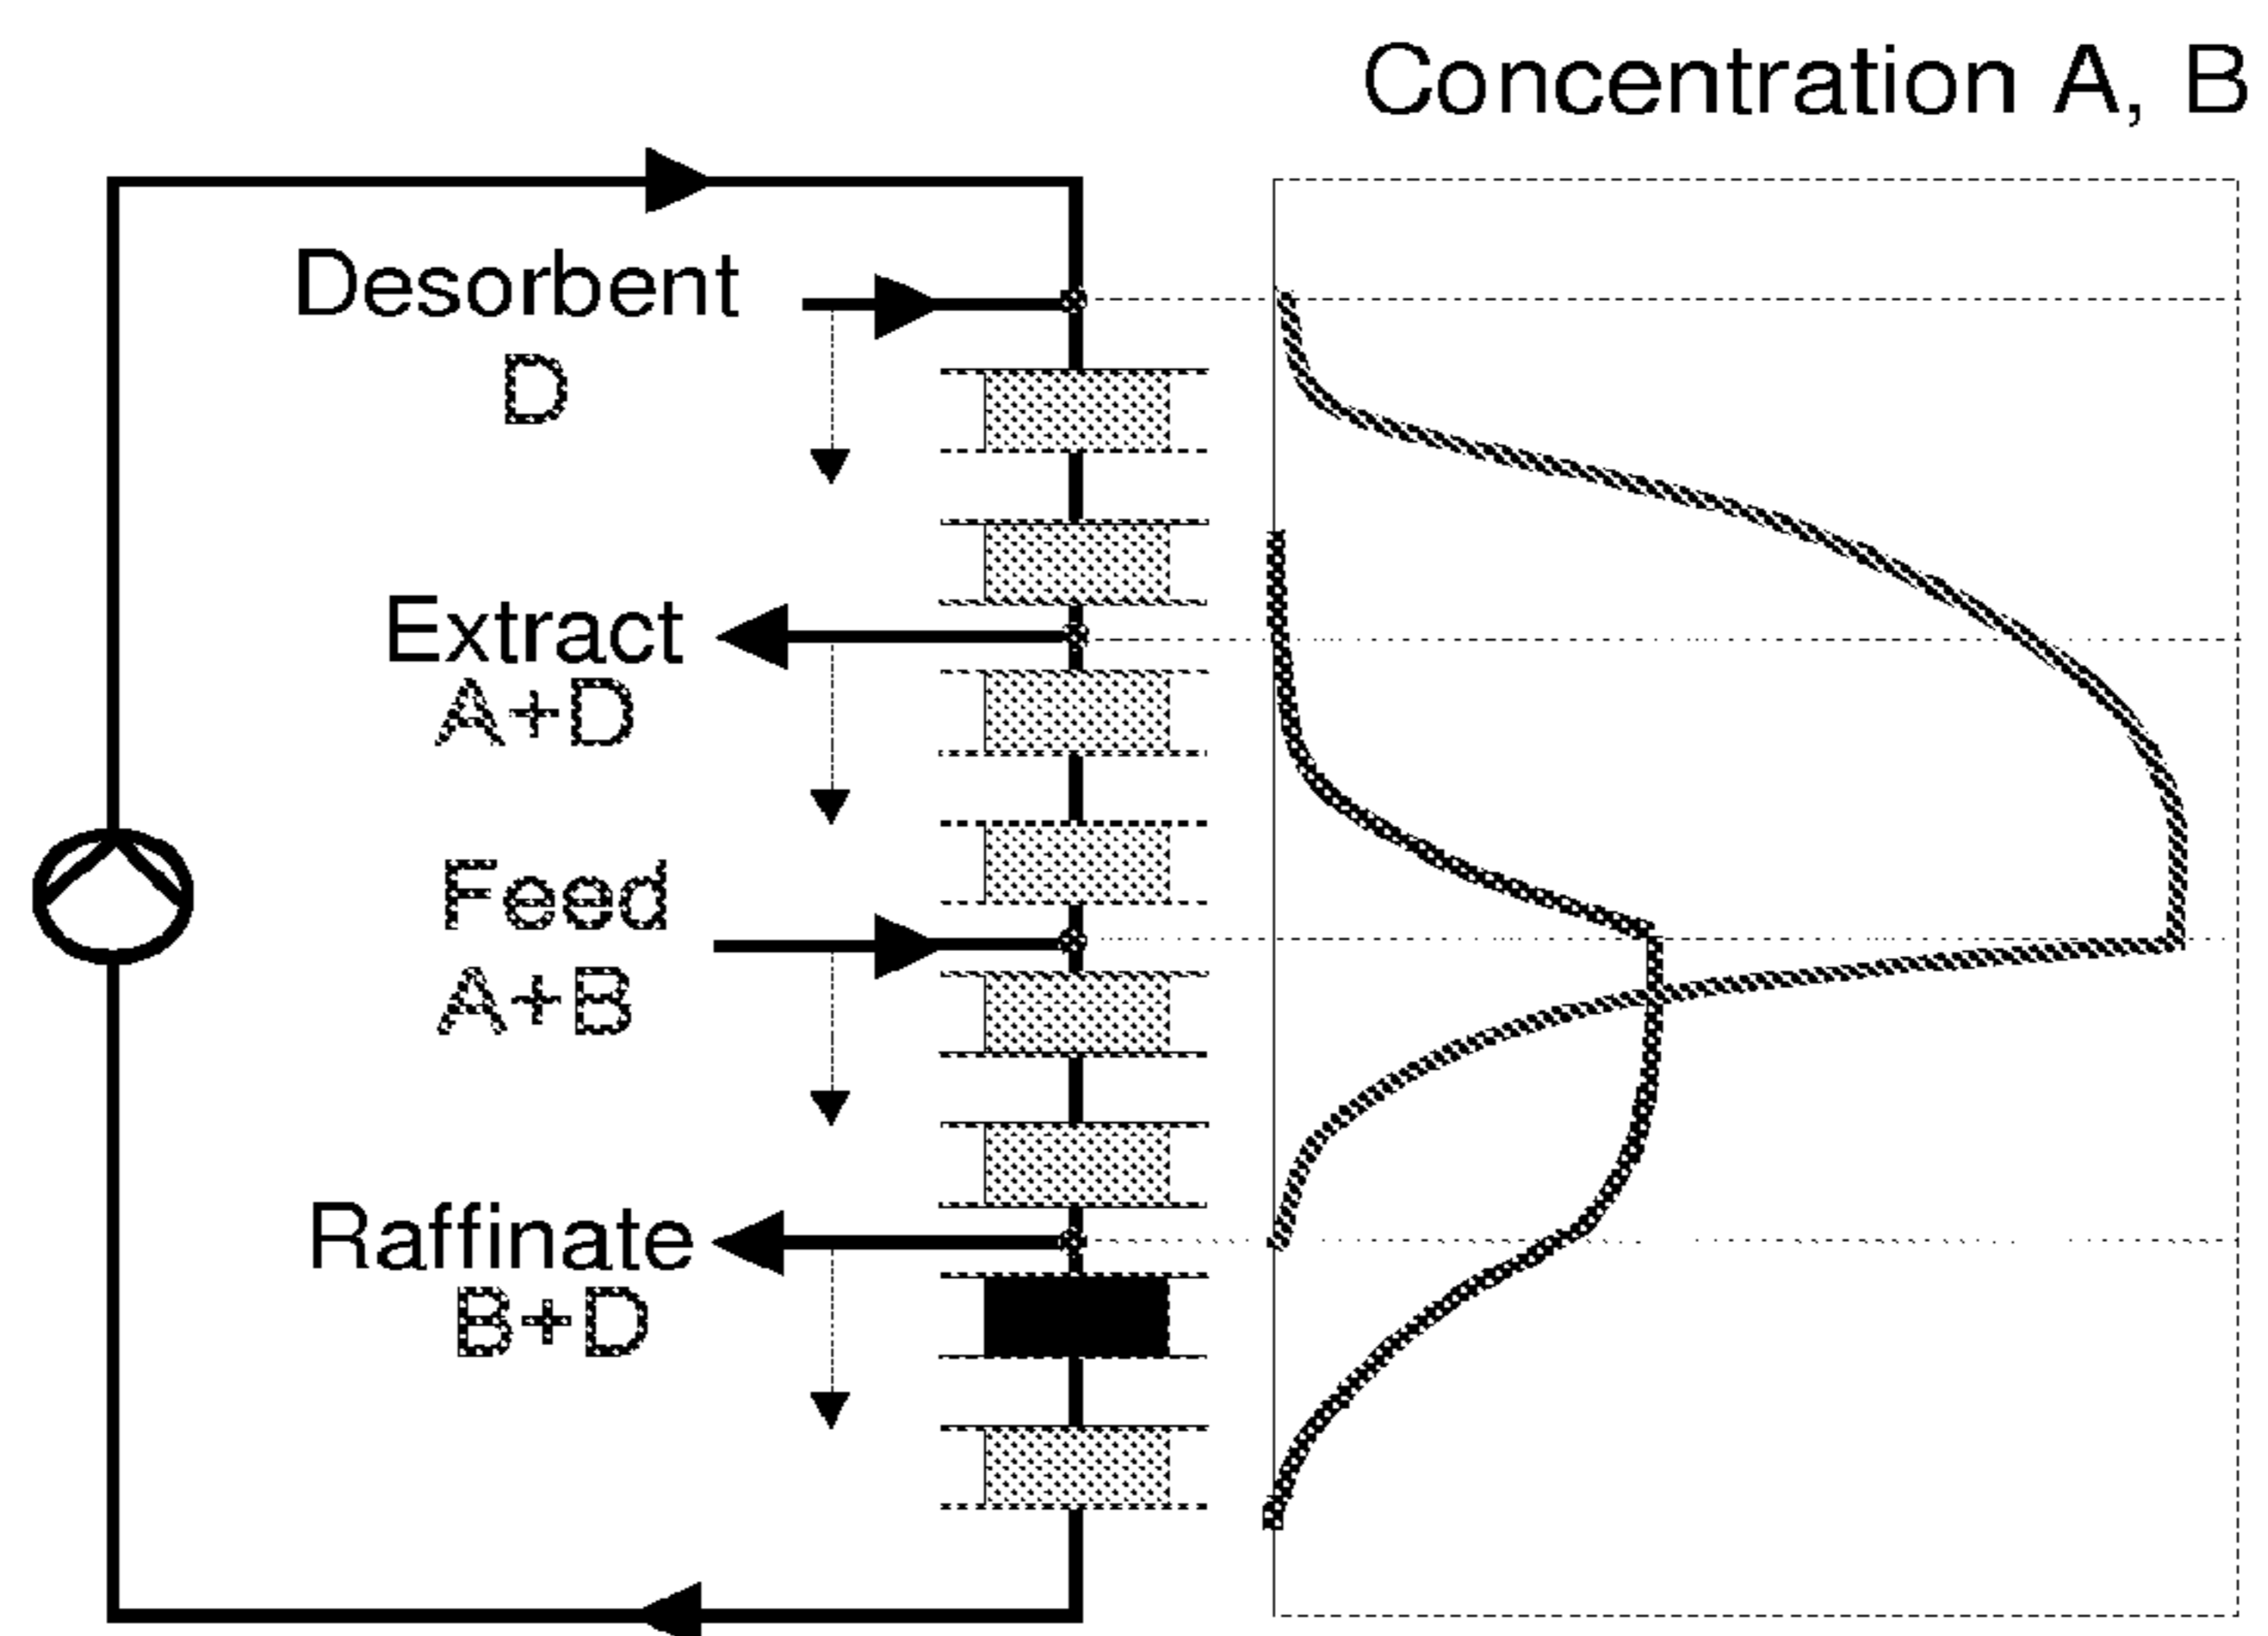 Concentration A, B
Desorbent
D
Extract
A+D
Feed
A+B
Raffinate
B+D